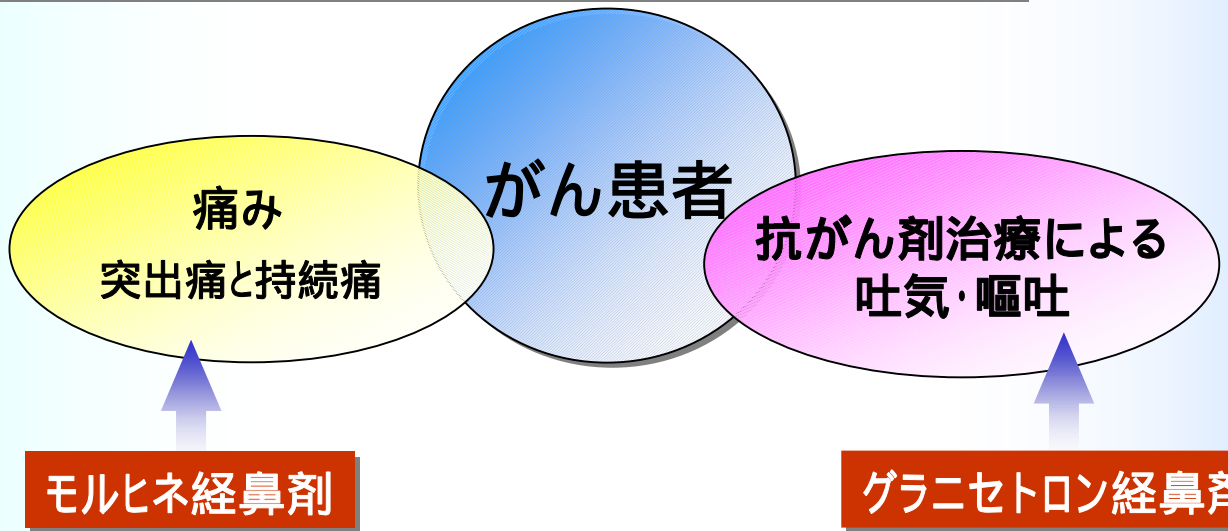 がん患者
痛み
突出痛と持続痛
抗がん剤治療による
吐気・嘔吐
モルヒネ経鼻剤
グラニセトロン経鼻剤